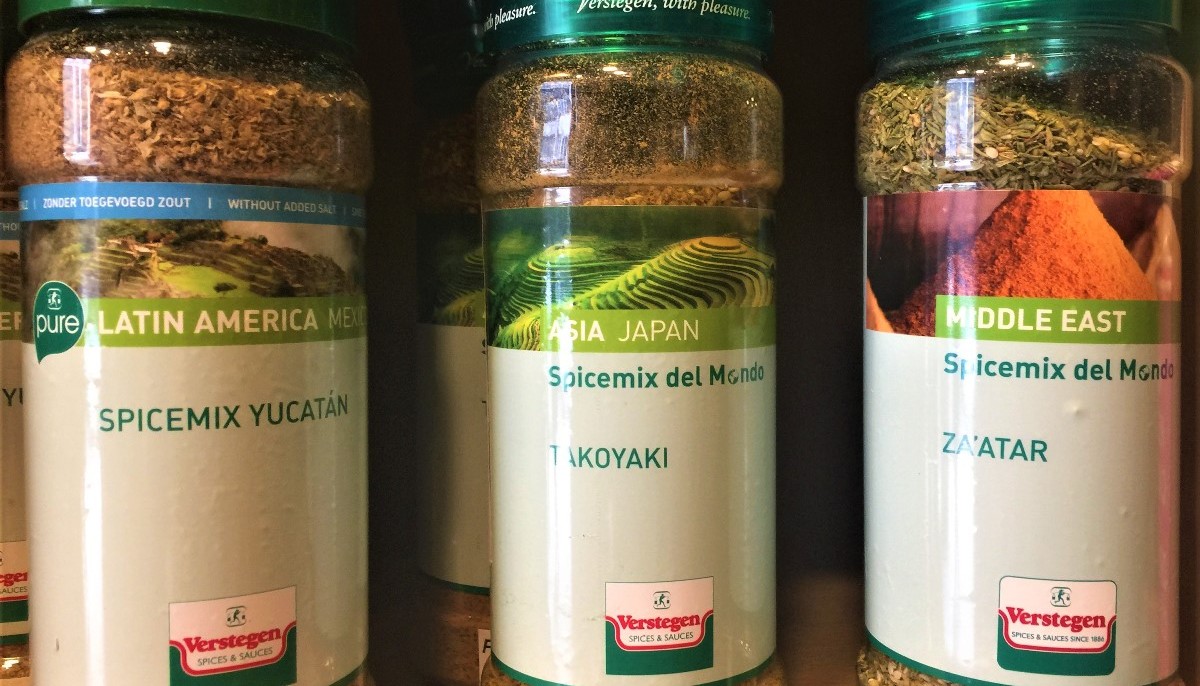 ZONDER TOEGEVOEGD ZOUT | WITHOUT ADDED SALT |
pure
LATIN AMERICA MEXIC
SPICEMIX YUCATÁN
Verstegen
SPICES & SAUCES
with pleasure.
Verstegen, with pleasure.
ASIA JAPAN
Spicemix del Mondo
TAKOYAKI
Verstegen
SPICES & SAUCES
MIDDLE EAST
Spicemix del Mondo
ZA'ATAR
Verstegen
SPICES & SAUCES SINCE 1886